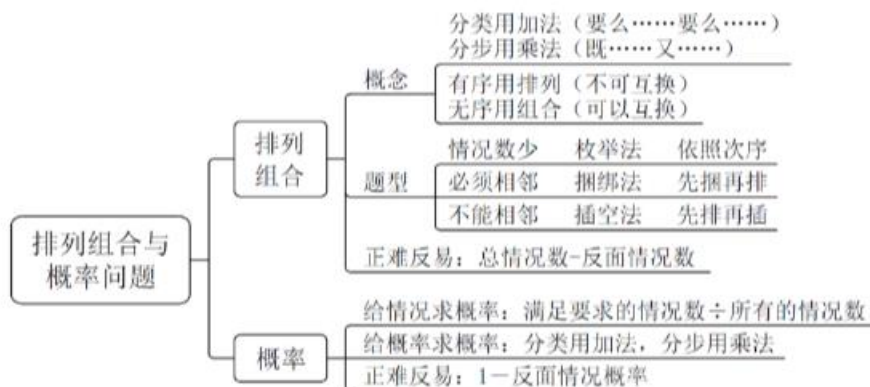 分类用加法（要么……要么……）
分步用乘法（既……又……）
概念
有序用排列（不可互换）
无序用组合（可以互换）
排列
组合
情况数少 枚举法 依照次序
题型
必须相邻 捆绑法 先捆再排
不能相邻 插空法 先排再插
正难反易：总情况数-反面情况数
排列组合与
概率问题
概率
给情况求概率：满足要求的情况数÷所有的情况数
给概率求概率：分类用加法，分步用乘法
正难反易：1－反面情况概率